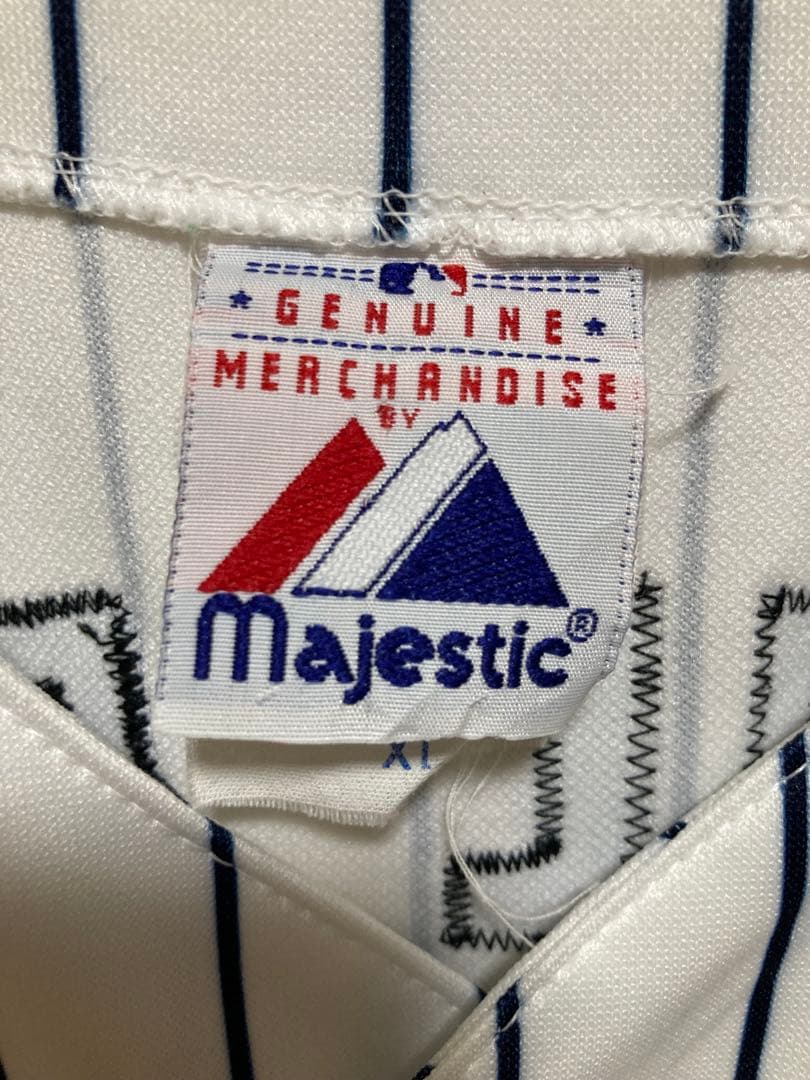 GENUINE
MERCHANDISE
BY
Majestic®
XL